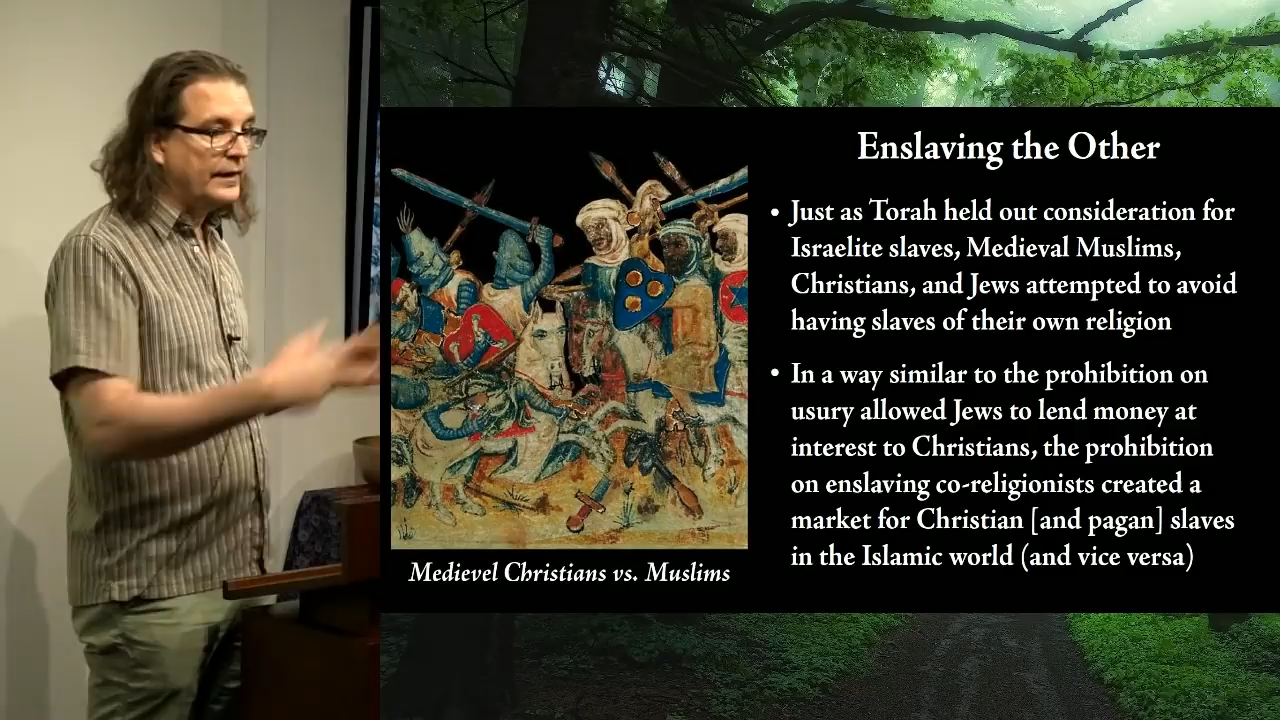 Enslaving the Other
• Just as Torah held out consideration for
Israelite slaves, Medieval Muslims,
Christians, and Jews attempted to avoid
having slaves of their own religion
• In a way similar to the prohibition on
usury allowed Jews to lend money at
interest to Christians, the prohibition
on enslaving co-religionists created a
market for Christian [and pagan] slaves
in the Islamic world (and vice versa)
Medievel Christians vs. Muslims